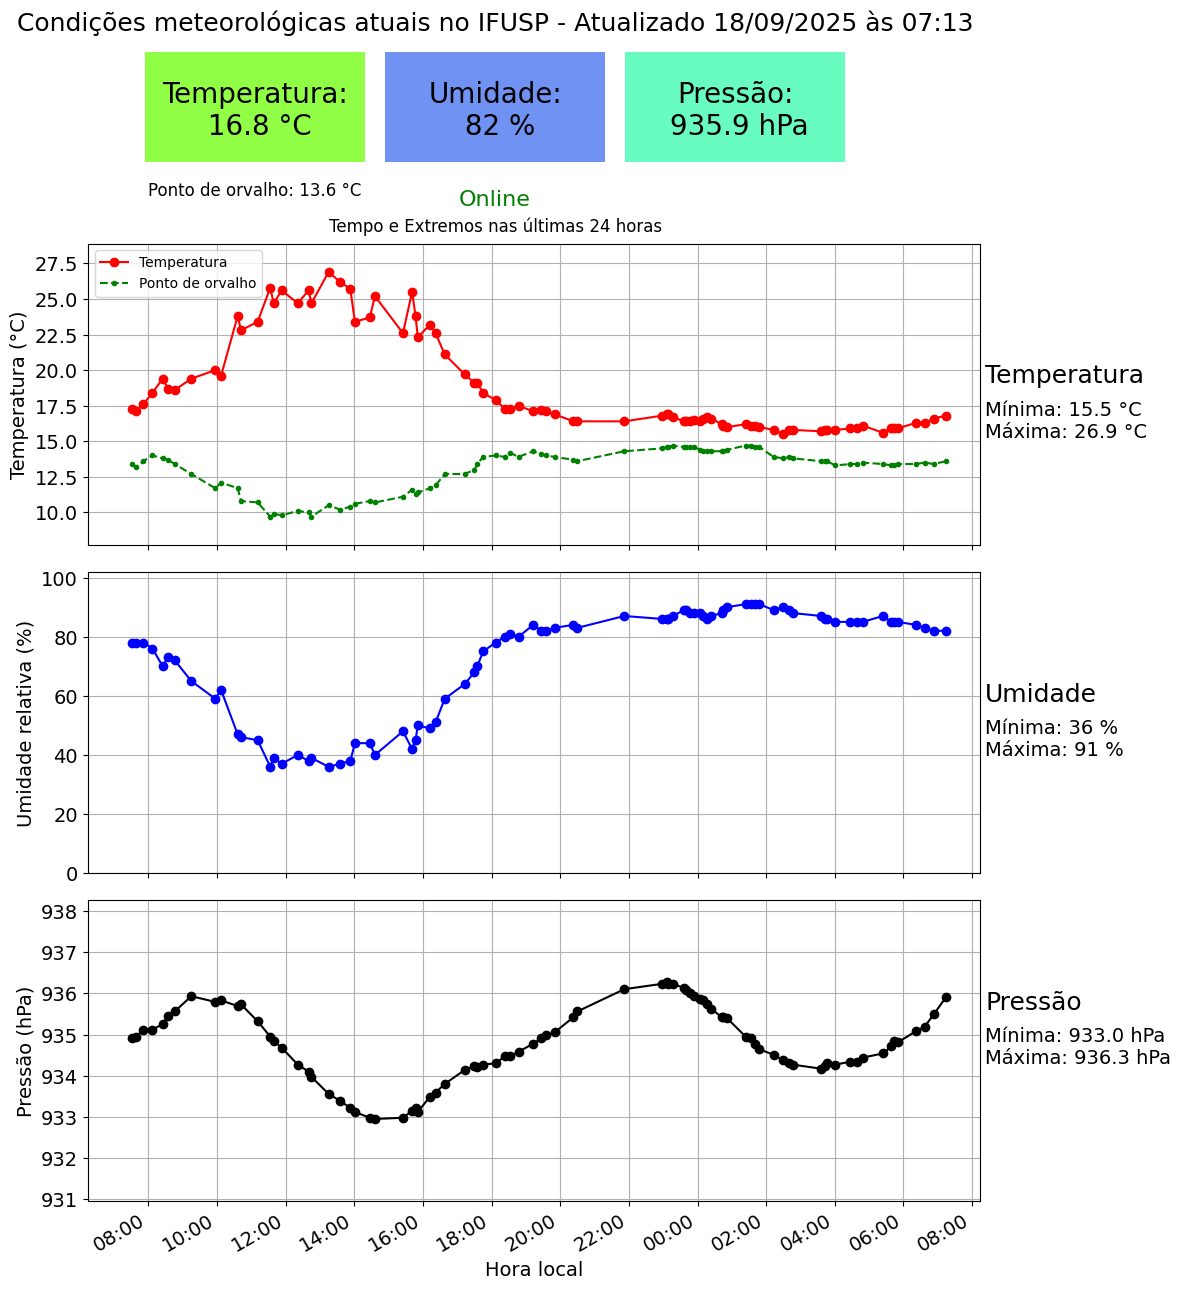 Condições meteorológicas atuais no IFUSP - Atualizado 18/09/2025 às 07:13
Temperatura:
16.8 °C
Umidade:
82 %
Pressão:
935.9 hPa
Ponto de orvalho: 13.6 °C
Online
Tempo e Extremos nas últimas 24 horas
Temperatura
Ponto de orvalho
Temperatura (°C)
27.5
25.0
22.5
20.0
17.5
15.0
12.5
10.0
Temperatura
Mínima: 15.5 °C
Máxima: 26.9 °C
Umidade relativa (%)
100
80
60
40
20
0
Umidade
Mínima: 36 %
Máxima: 91 %
Pressão (hPa)
938
937
936
935
934
933
932
931
Pressão
Mínima: 933.0 hPa
Máxima: 936.3 hPa
08:00
10:00
12:00
14:00
16:00
18:00
20:00
22:00
00:00
02:00
04:00
06:00
08:00
Hora local